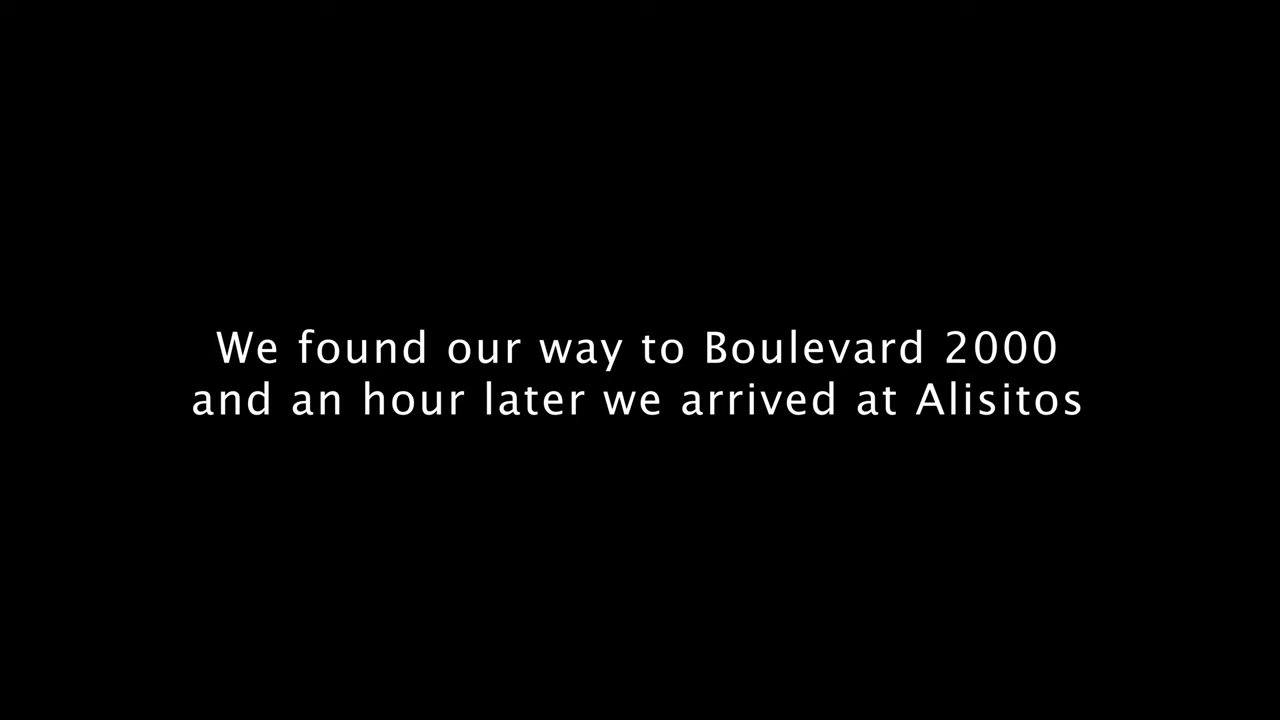 We found our way to Boulevard 2000
and an hour later we arrived at Alisitos